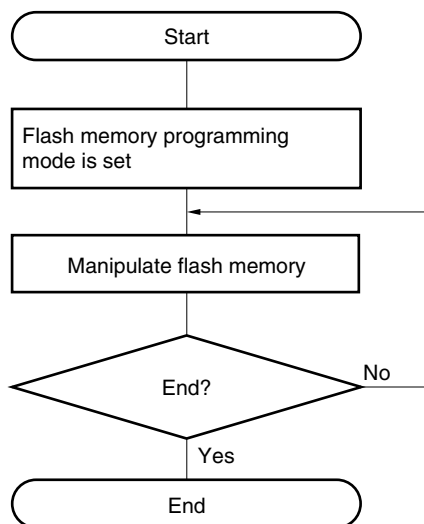 Start
Flash memory programming
mode is set
Manipulate flash memory
End?
No
Yes
End